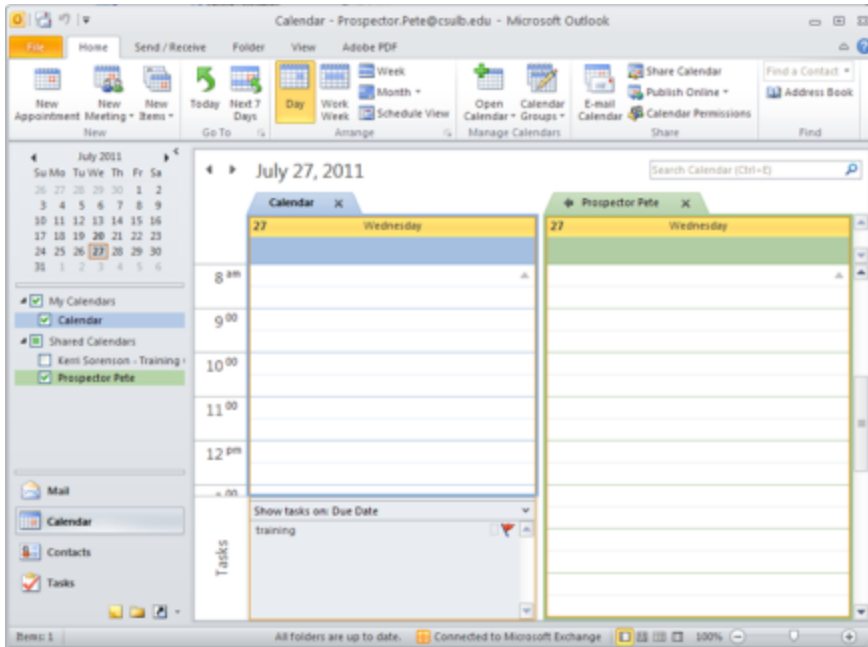 Calendar - Prospector.Pete@csulb.edu - Microsoft Outlook
File Home Send / Receive Folder View Adobe PDF
New Appointment
New Meeting
New Items
New
Today
Next 7 Days
Go To
Day
Work Week
Week
Month
Schedule View
Arrange
Open Calendar
Calendar Groups
Manage Calendars
E-mail Calendar
Share Calendar
Publish Online
Calendar Permissions
Share
Find a Contact
Address Book
Find
July 2011
Su Mo Tu We Th Fr Sa
26 27 28 29 30 1 2
3 4 5 6 7 8 9
10 11 12 13 14 15 16
17 18 19 20 21 22 23
24 25 26 27 28 29 30
31 1 2 3 4 5 6
My Calendars
Calendar
Shared Calendars
Kerri Sorenson - Training
Prospector Pete
Mail
Calendar
Contacts
Tasks
July 27, 2011
Search Calendar (Ctrl+E)
Calendar
Prospector Pete
27 Wednesday
27 Wednesday
8 am
9 00
10 00
11 00
12 pm
Tasks
Show tasks on: Due Date
training
Items: 1
All folders are up to date.
Connected to Microsoft Exchange
100%